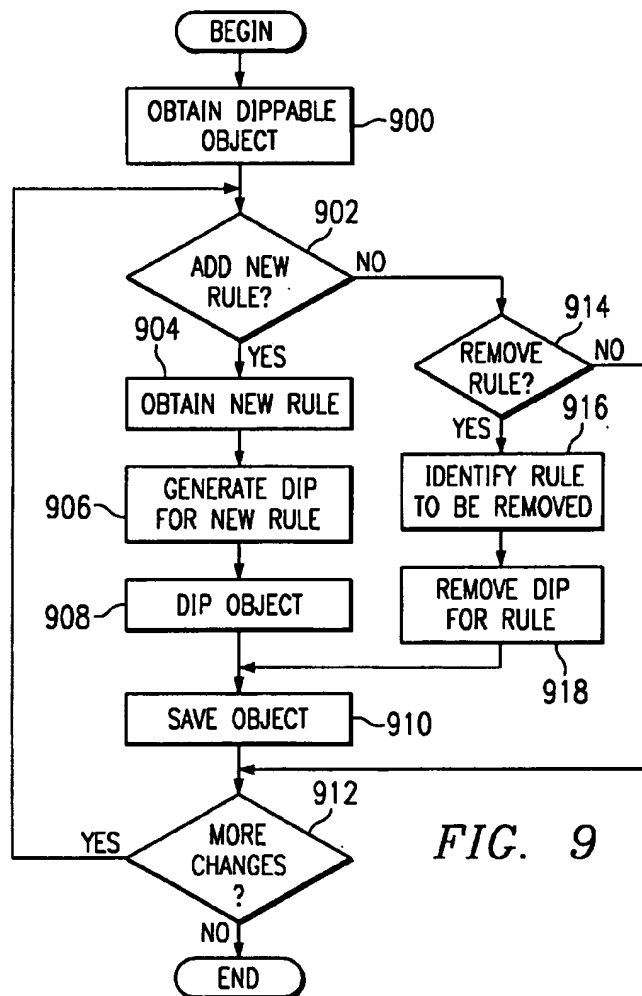 BEGIN
OBTAIN DIPPABLE
OBJECT
900
902
ADD NEW
RULE?
NO
YES
904
OBTAIN NEW RULE
906
GENERATE DIP
FOR NEW RULE
908
DIP OBJECT
914
REMOVE
RULE?
NO
YES
916
IDENTIFY RULE
TO BE REMOVED
REMOVE DIP
FOR RULE
918
SAVE OBJECT
910
912
MORE
CHANGES
?
YES
NO
END
FIG. 9